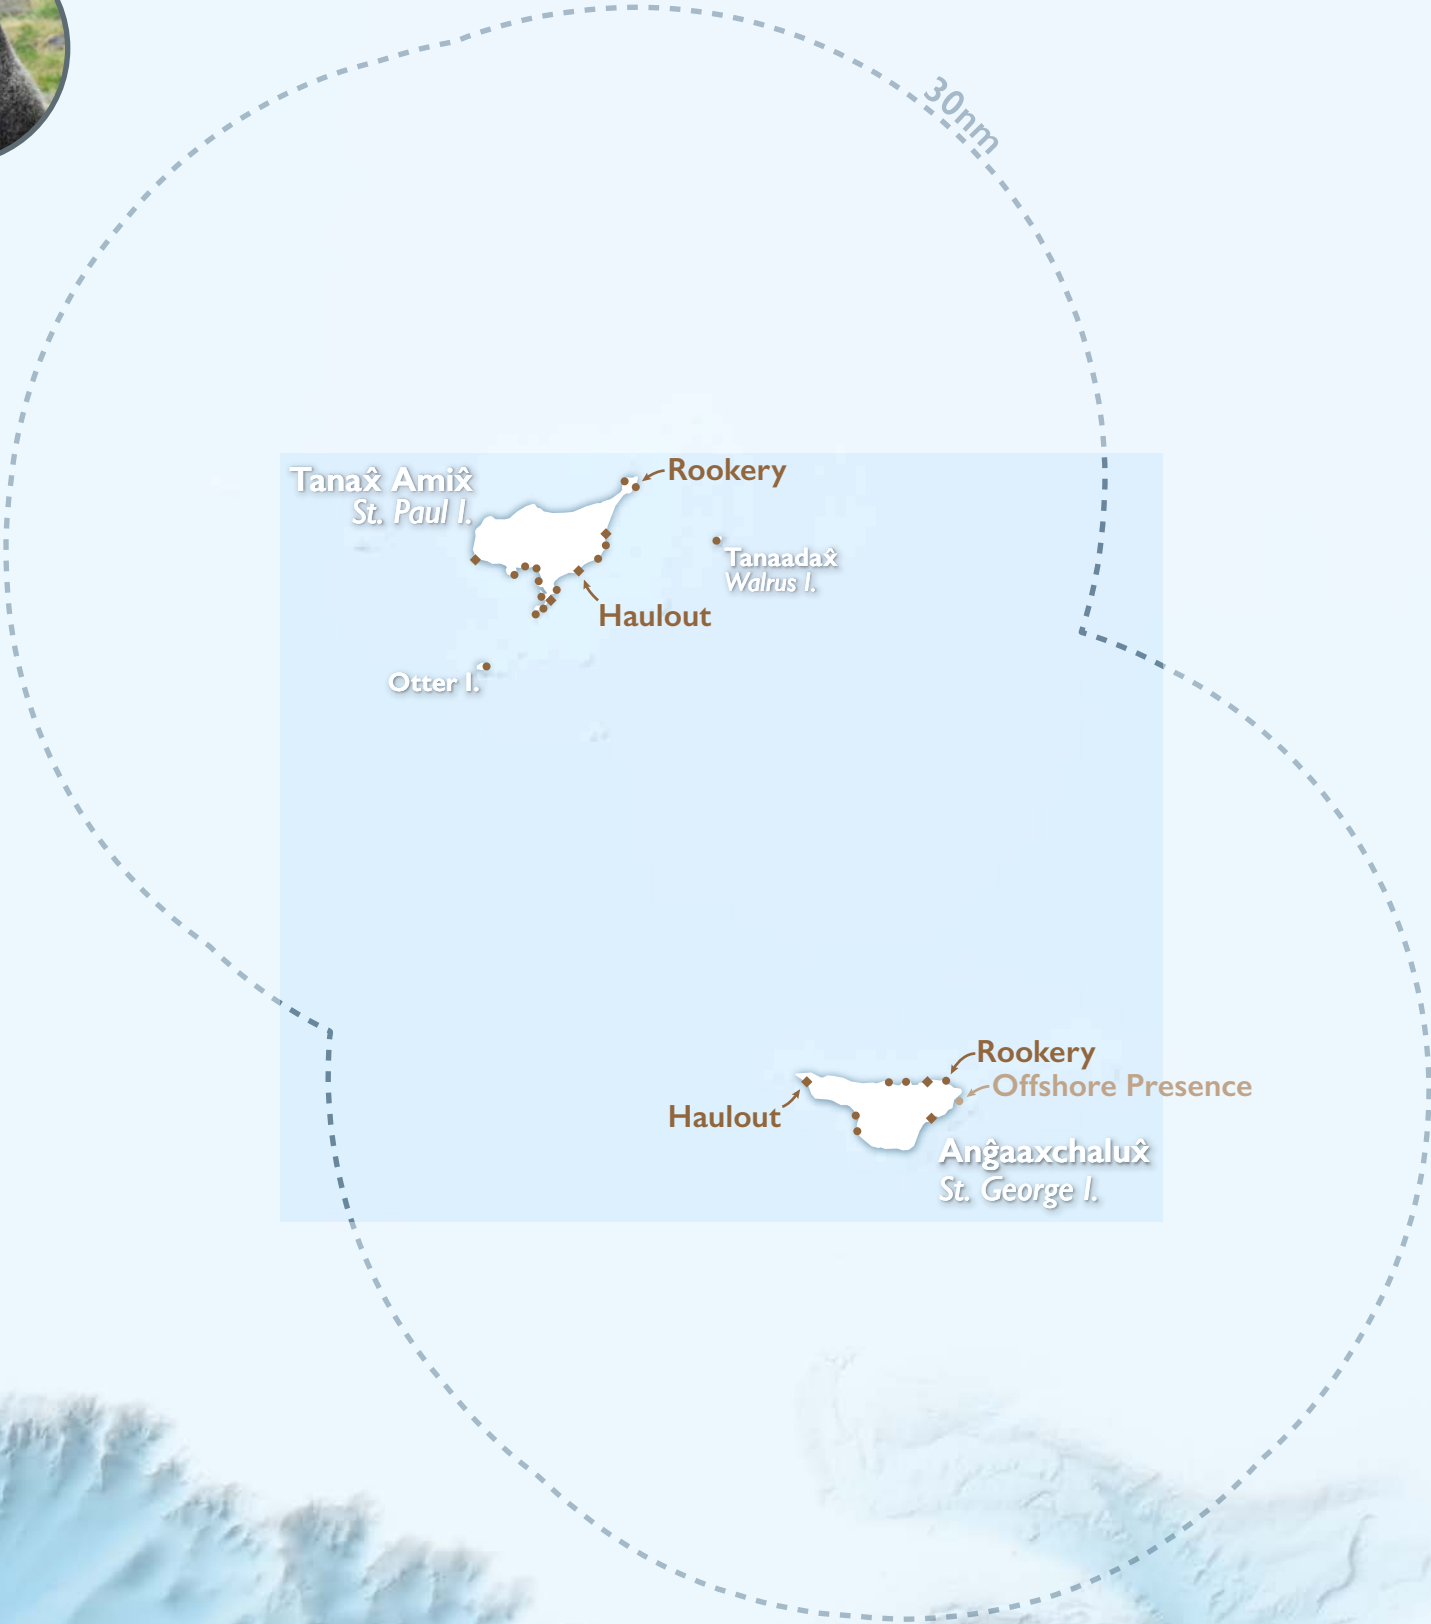 30nm
Tanax̂ Amix̂
St. Paul I.
Rookery
Tanaadax̂
Walrus I.
Haulout
Otter I.
Rookery
Offshore Presence
Haulout
Anĝaaxchalux̂
St. George I.